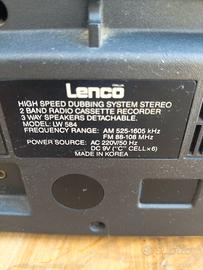 Lenco
HIGH SPEED DUBBING SYSTEM STEREO
2 BAND RADIO CASSETTE RECORDER
3 WAY SPEAKERS DETACHABLE.
MODEL: LW 584
FREQUENCY RANGE: AM 525-1605 kHz
FM 88-108 MHz
POWER SOURCE: AC 220V/50 Hz
DC 9V ("C" CELL×6)
MADE IN KOREA